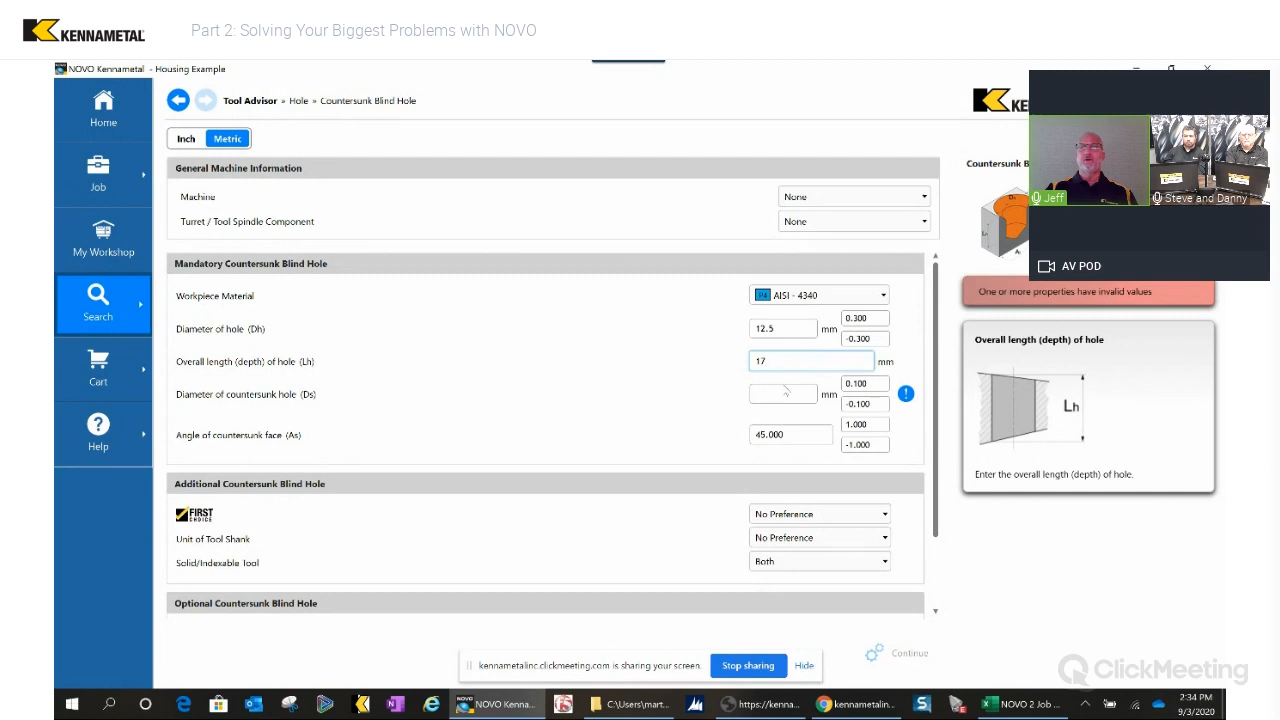 KENNAMETAL
Part 2: Solving Your Biggest Problems with NOVO
NOVO Kennametal - Housing Example
Home
Job
My Workshop
Search
Cart
Help
Tool Advisor » Hole » Countersunk Blind Hole
KE
Inch Metric
General Machine Information
Machine None
Turret / Tool Spindle Component None
Mandatory Countersunk Blind Hole
Workpiece Material P4 AISI - 4340
Diameter of hole (Dh) 12.5 mm 0.300
-0.300
Overall length (depth) of hole (Lh) 17 mm
Diameter of countersunk hole (Ds) mm 0.100
-0.100
Angle of countersunk face (As) 45.000 1.000
-1.000
Additional Countersunk Blind Hole
FIRST CHOICE No Preference
Unit of Tool Shank No Preference
Solid/Indexable Tool Both
Optional Countersunk Blind Hole
Continue
Countersunk B
Jeff
Steve and Danny
AV POD
One or more properties have invalid values
Overall length (depth) of hole
Lh
Enter the overall length (depth) of hole.
kennametalinc.clickmeeting.com is sharing your screen. Stop sharing Hide
ClickMeeting
NOVO Kenna... C:\Users\mart... https://kenna... kennametalin... NOVO 2 Job ...
2:34 PM
9/3/2020